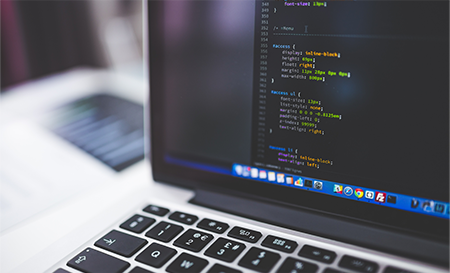 font-size: 13px;
}
/* =Menu
#access {
display: inline-block;
height: 69px;
float: right;
margin: 11px 28px 0px 0px;
max-width: 800px;
}
#access ul {
font-size: 13px;
list-style: none;
margin: 0 0 0 -0.8125em;
padding-left: 0;
z-index: 99999;
text-align: right;
}
#access li {
display: inline-block;
text-align: left;